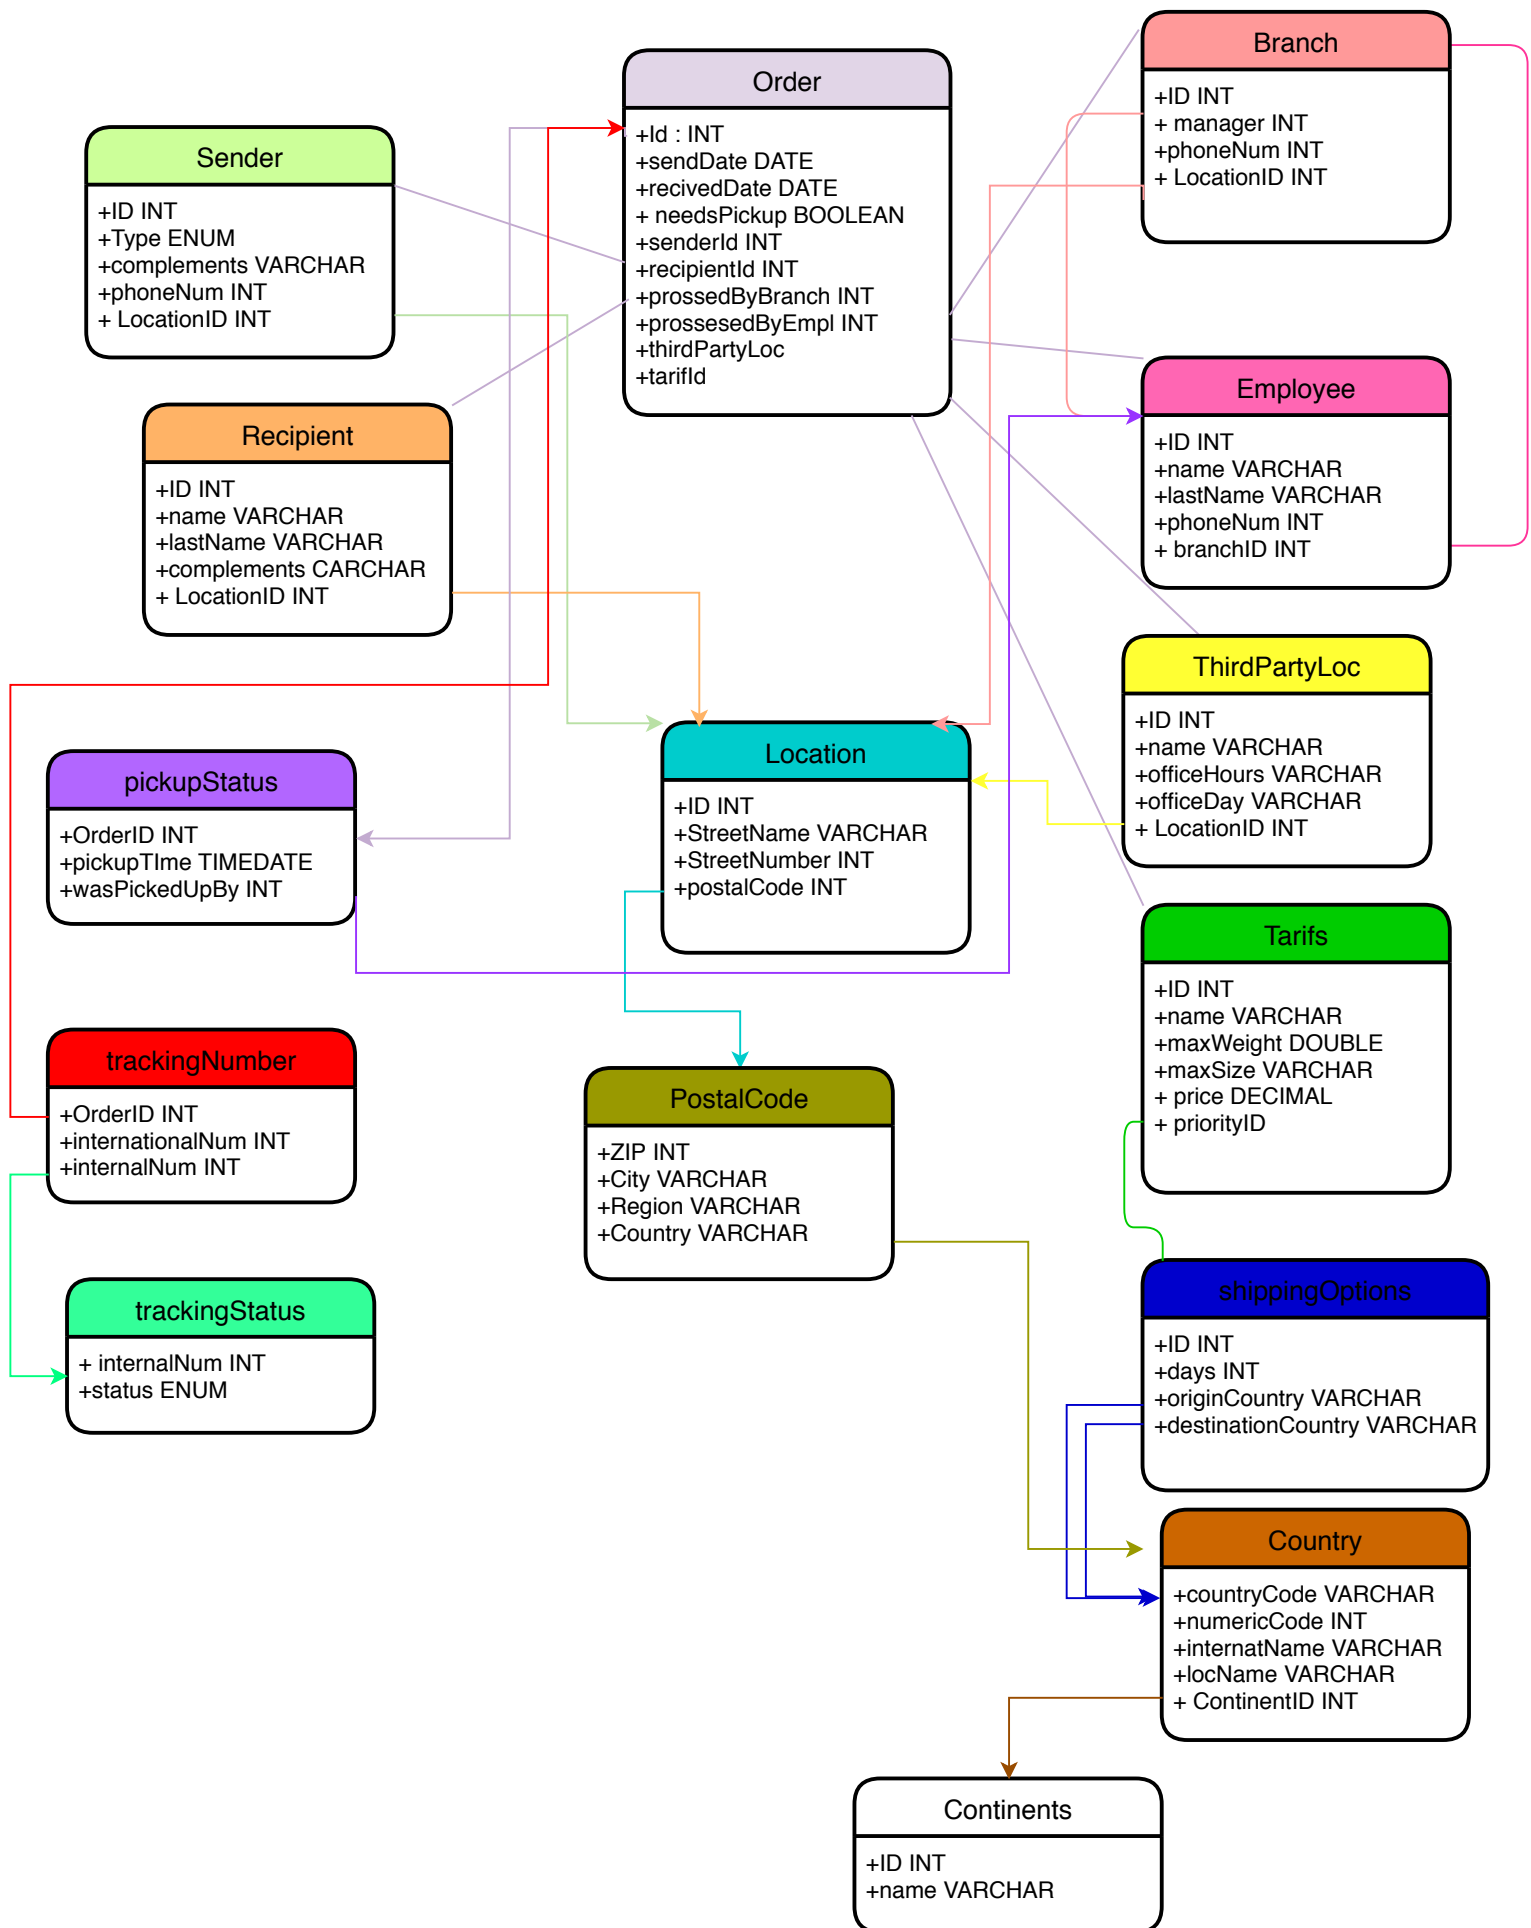 Branch
+ID INT
+ manager INT
+phoneNum INT
+ LocationID INT
Order
+Id : INT
+sendDate DATE
+recivedDate DATE
+ needsPickup BOOLEAN
+senderId INT
+recipientId INT
+prossedByBranch INT
+prossesedByEmpl INT
+thirdPartyLoc
+tarifId
Sender
+ID INT
+Type ENUM
+complements VARCHAR
+phoneNum INT
+ LocationID INT
Employee
+ID INT
+name VARCHAR
+lastName VARCHAR
+phoneNum INT
+ branchID INT
Recipient
+ID INT
+name VARCHAR
+lastName VARCHAR
+complements CARCHAR
+ LocationID INT
ThirdPartyLoc
+ID INT
+name VARCHAR
+officeHours VARCHAR
+officeDay VARCHAR
+ LocationID INT
Location
+ID INT
+StreetName VARCHAR
+StreetNumber INT
+postalCode INT
pickupStatus
+OrderID INT
+pickupTIme TIMEDATE
+wasPickedUpBy INT
Tarifs
+ID INT
+name VARCHAR
+maxWeight DOUBLE
+maxSize VARCHAR
+ price DECIMAL
+ priorityID
trackingNumber
+OrderID INT
+internationalNum INT
+internalNum INT
PostalCode
+ZIP INT
+City VARCHAR
+Region VARCHAR
+Country VARCHAR
trackingStatus
+ internalNum INT
+status ENUM
shippingOptions
+ID INT
+days INT
+originCountry VARCHAR
+destinationCountry VARCHAR
Country
+countryCode VARCHAR
+numericCode INT
+internatName VARCHAR
+locName VARCHAR
+ ContinentID INT
Continents
+ID INT
+name VARCHAR